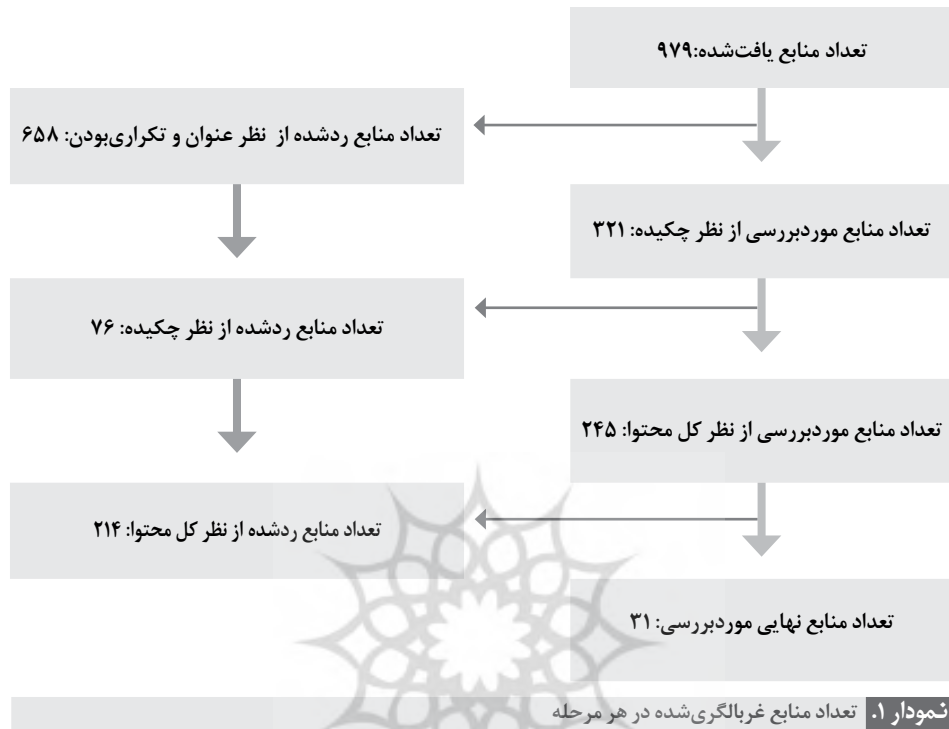 تعداد منابع یافت‌شده:۹۷۹
تعداد منابع ردشده از نظر عنوان و تکراری‌بودن: ۶۵۸
تعداد منابع موردبررسی از نظر چکیده: ۳۲۱
تعداد منابع ردشده از نظر چکیده: ۷۶
تعداد منابع موردبررسی از نظر کل محتوا: ۲۴۵
تعداد منابع ردشده از نظر کل محتوا: ۲۱۴
تعداد منابع نهایی موردبررسی: ۳۱
نمودار ۱. تعداد منابع غربالگری‌شده در هر مرحله